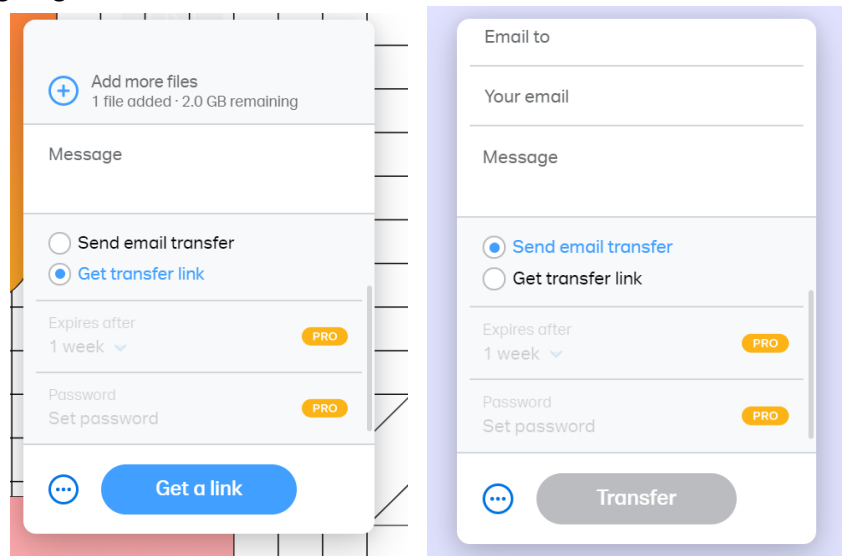 Add more files
1 file added · 2.0 GB remaining
Message
Send email transfer
Get transfer link
Expires after
1 week
PRO
Password
Set password
PRO
Get a link
Email to
Your email
Message
Send email transfer
Get transfer link
Expires after
1 week
PRO
Password
Set password
PRO
Transfer